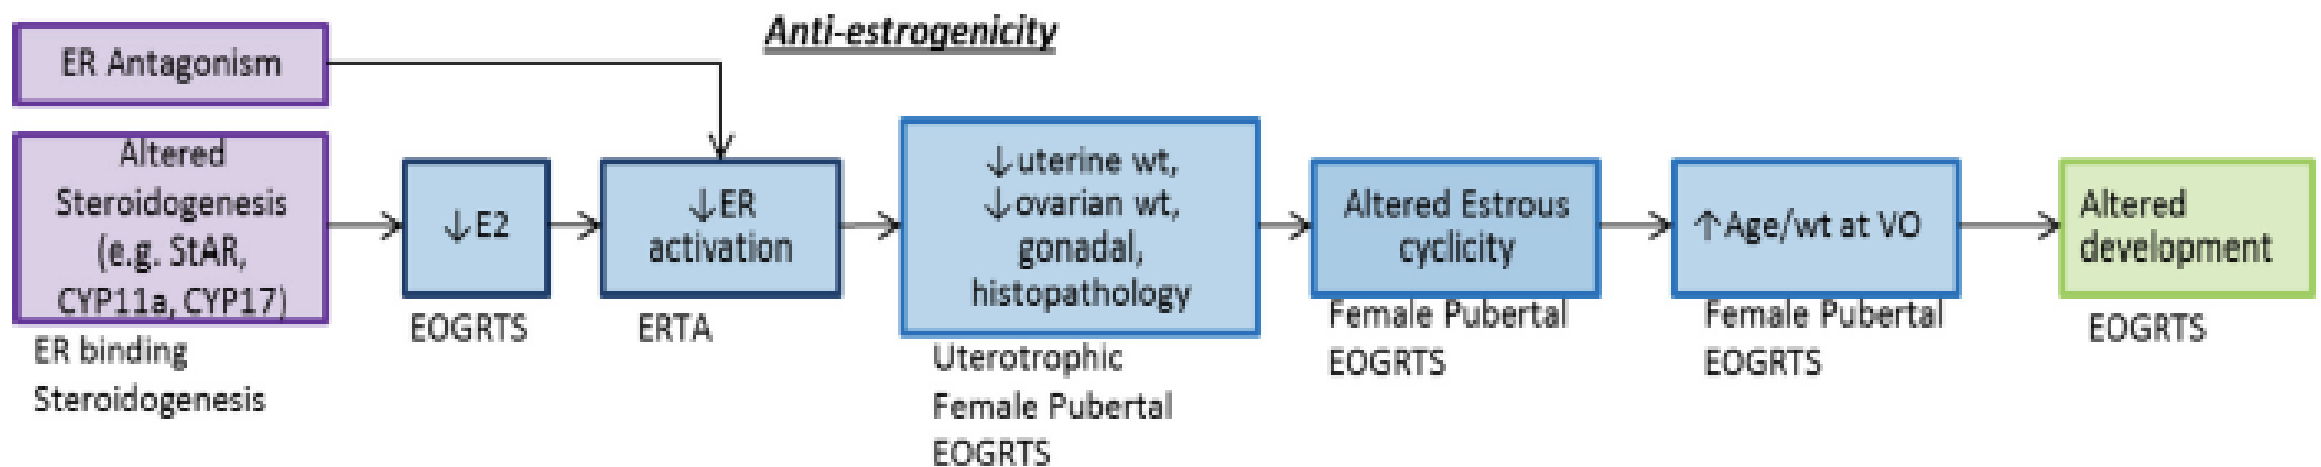 Anti-estrogenicity
ER Antagonism
Altered
Steroidogenesis
(e.g. StAR,
CYP11a, CYP17)
ER binding
Steroidogenesis
↓E2
EOGRTS
↓ER
activation
ERTA
↓uterine wt,
↓ovarian wt,
gonadal,
histopathology
Uterotrophic
Female Pubertal
EOGRTS
Altered Estrous
cyclicity
Female Pubertal
EOGRTS
↑Age/wt at VO
Female Pubertal
EOGRTS
Altered
development
EOGRTS